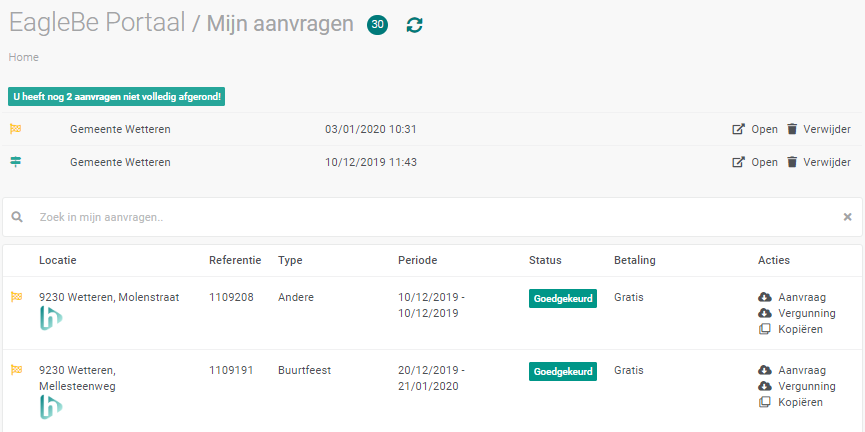 EagleBe Portaal / Mijn aanvragen 30
Home
U heeft nog 2 aanvragen niet volledig afgerond!
Gemeente Wetteren 03/01/2020 10:31 Open Verwijder
Gemeente Wetteren 10/12/2019 11:43 Open Verwijder
Zoek in mijn aanvragen..
Locatie Referentie Type Periode Status Betaling Acties
9230 Wetteren, Molenstraat 1109208 Andere 10/12/2019 - Goedgekeurd Gratis Aanvraag
10/12/2019 Vergunning
Kopiëren
9230 Wetteren, 1109191 Buurtfeest 20/12/2019 - Goedgekeurd Gratis Aanvraag
Mellesteenweg 21/01/2020 Vergunning
Kopiëren